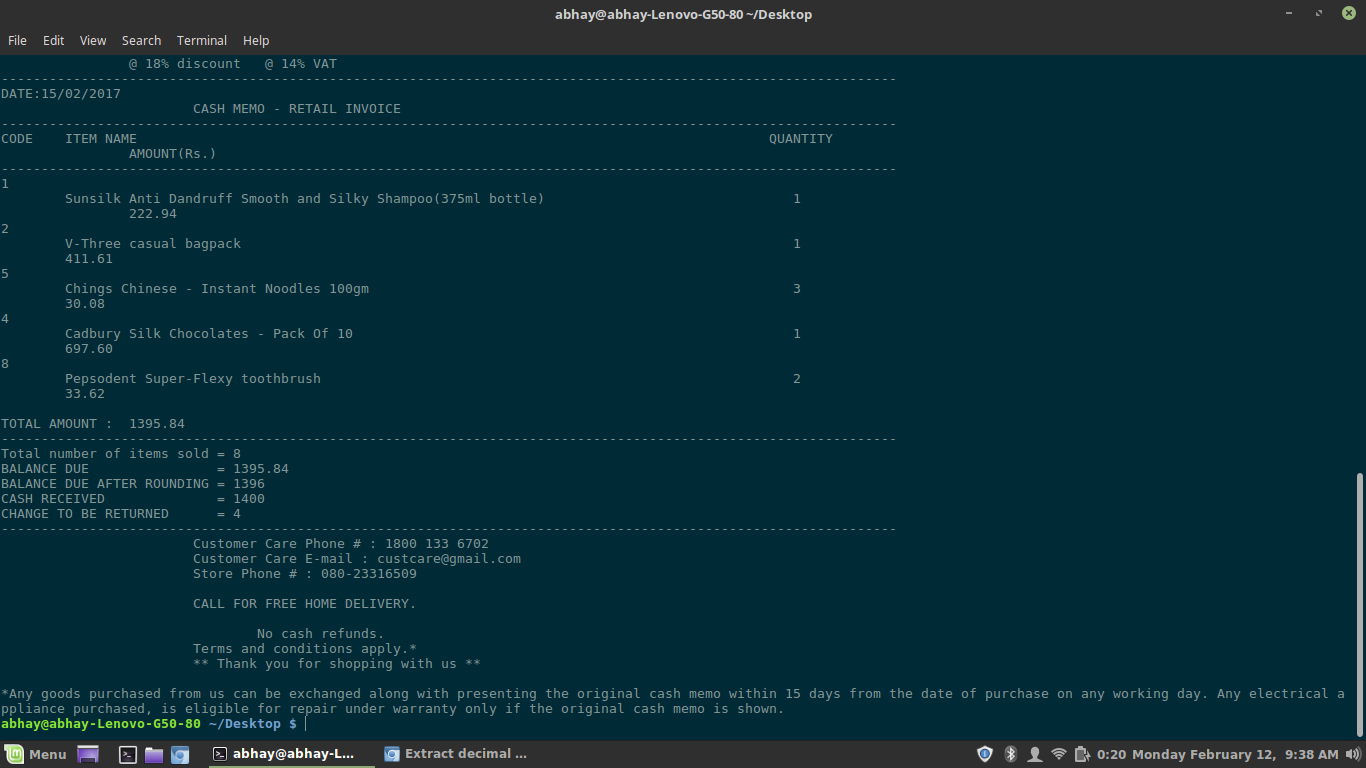 abhay@abhay-Lenovo-G50-80 ~/Desktop
File Edit View Search Terminal Help
@ 18% discount @ 14% VAT
----------------------------------------------------------------------------------------------------------------
DATE:15/02/2017
CASH MEMO - RETAIL INVOICE
----------------------------------------------------------------------------------------------------------------
CODE ITEM NAME QUANTITY
AMOUNT(Rs.)
----------------------------------------------------------------------------------------------------------------
1
Sunsilk Anti Dandruff Smooth and Silky Shampoo(375ml bottle) 1
222.94
2
V-Three casual bagpack 1
411.61
5
Chings Chinese - Instant Noodles 100gm 3
30.08
4
Cadbury Silk Chocolates - Pack Of 10 1
697.60
8
Pepsodent Super-Flexy toothbrush 2
33.62
TOTAL AMOUNT : 1395.84
----------------------------------------------------------------------------------------------------------------
Total number of items sold = 8
BALANCE DUE = 1395.84
BALANCE DUE AFTER ROUNDING = 1396
CASH RECEIVED = 1400
CHANGE TO BE RETURNED = 4
----------------------------------------------------------------------------------------------------------------
Customer Care Phone # : 1800 133 6702
Customer Care E-mail : custcare@gmail.com
Store Phone # : 080-23316509
CALL FOR FREE HOME DELIVERY.
No cash refunds.
Terms and conditions apply.*
** Thank you for shopping with us **
*Any goods purchased from us can be exchanged along with presenting the original cash memo within 15 days from the date of purchase on any working day. Any electrical a
ppliance purchased, is eligible for repair under warranty only if the original cash memo is shown.
abhay@abhay-Lenovo-G50-80 ~/Desktop $
Menu abhay@abhay-L... Extract decimal ... 0:20 Monday February 12, 9:38 AM